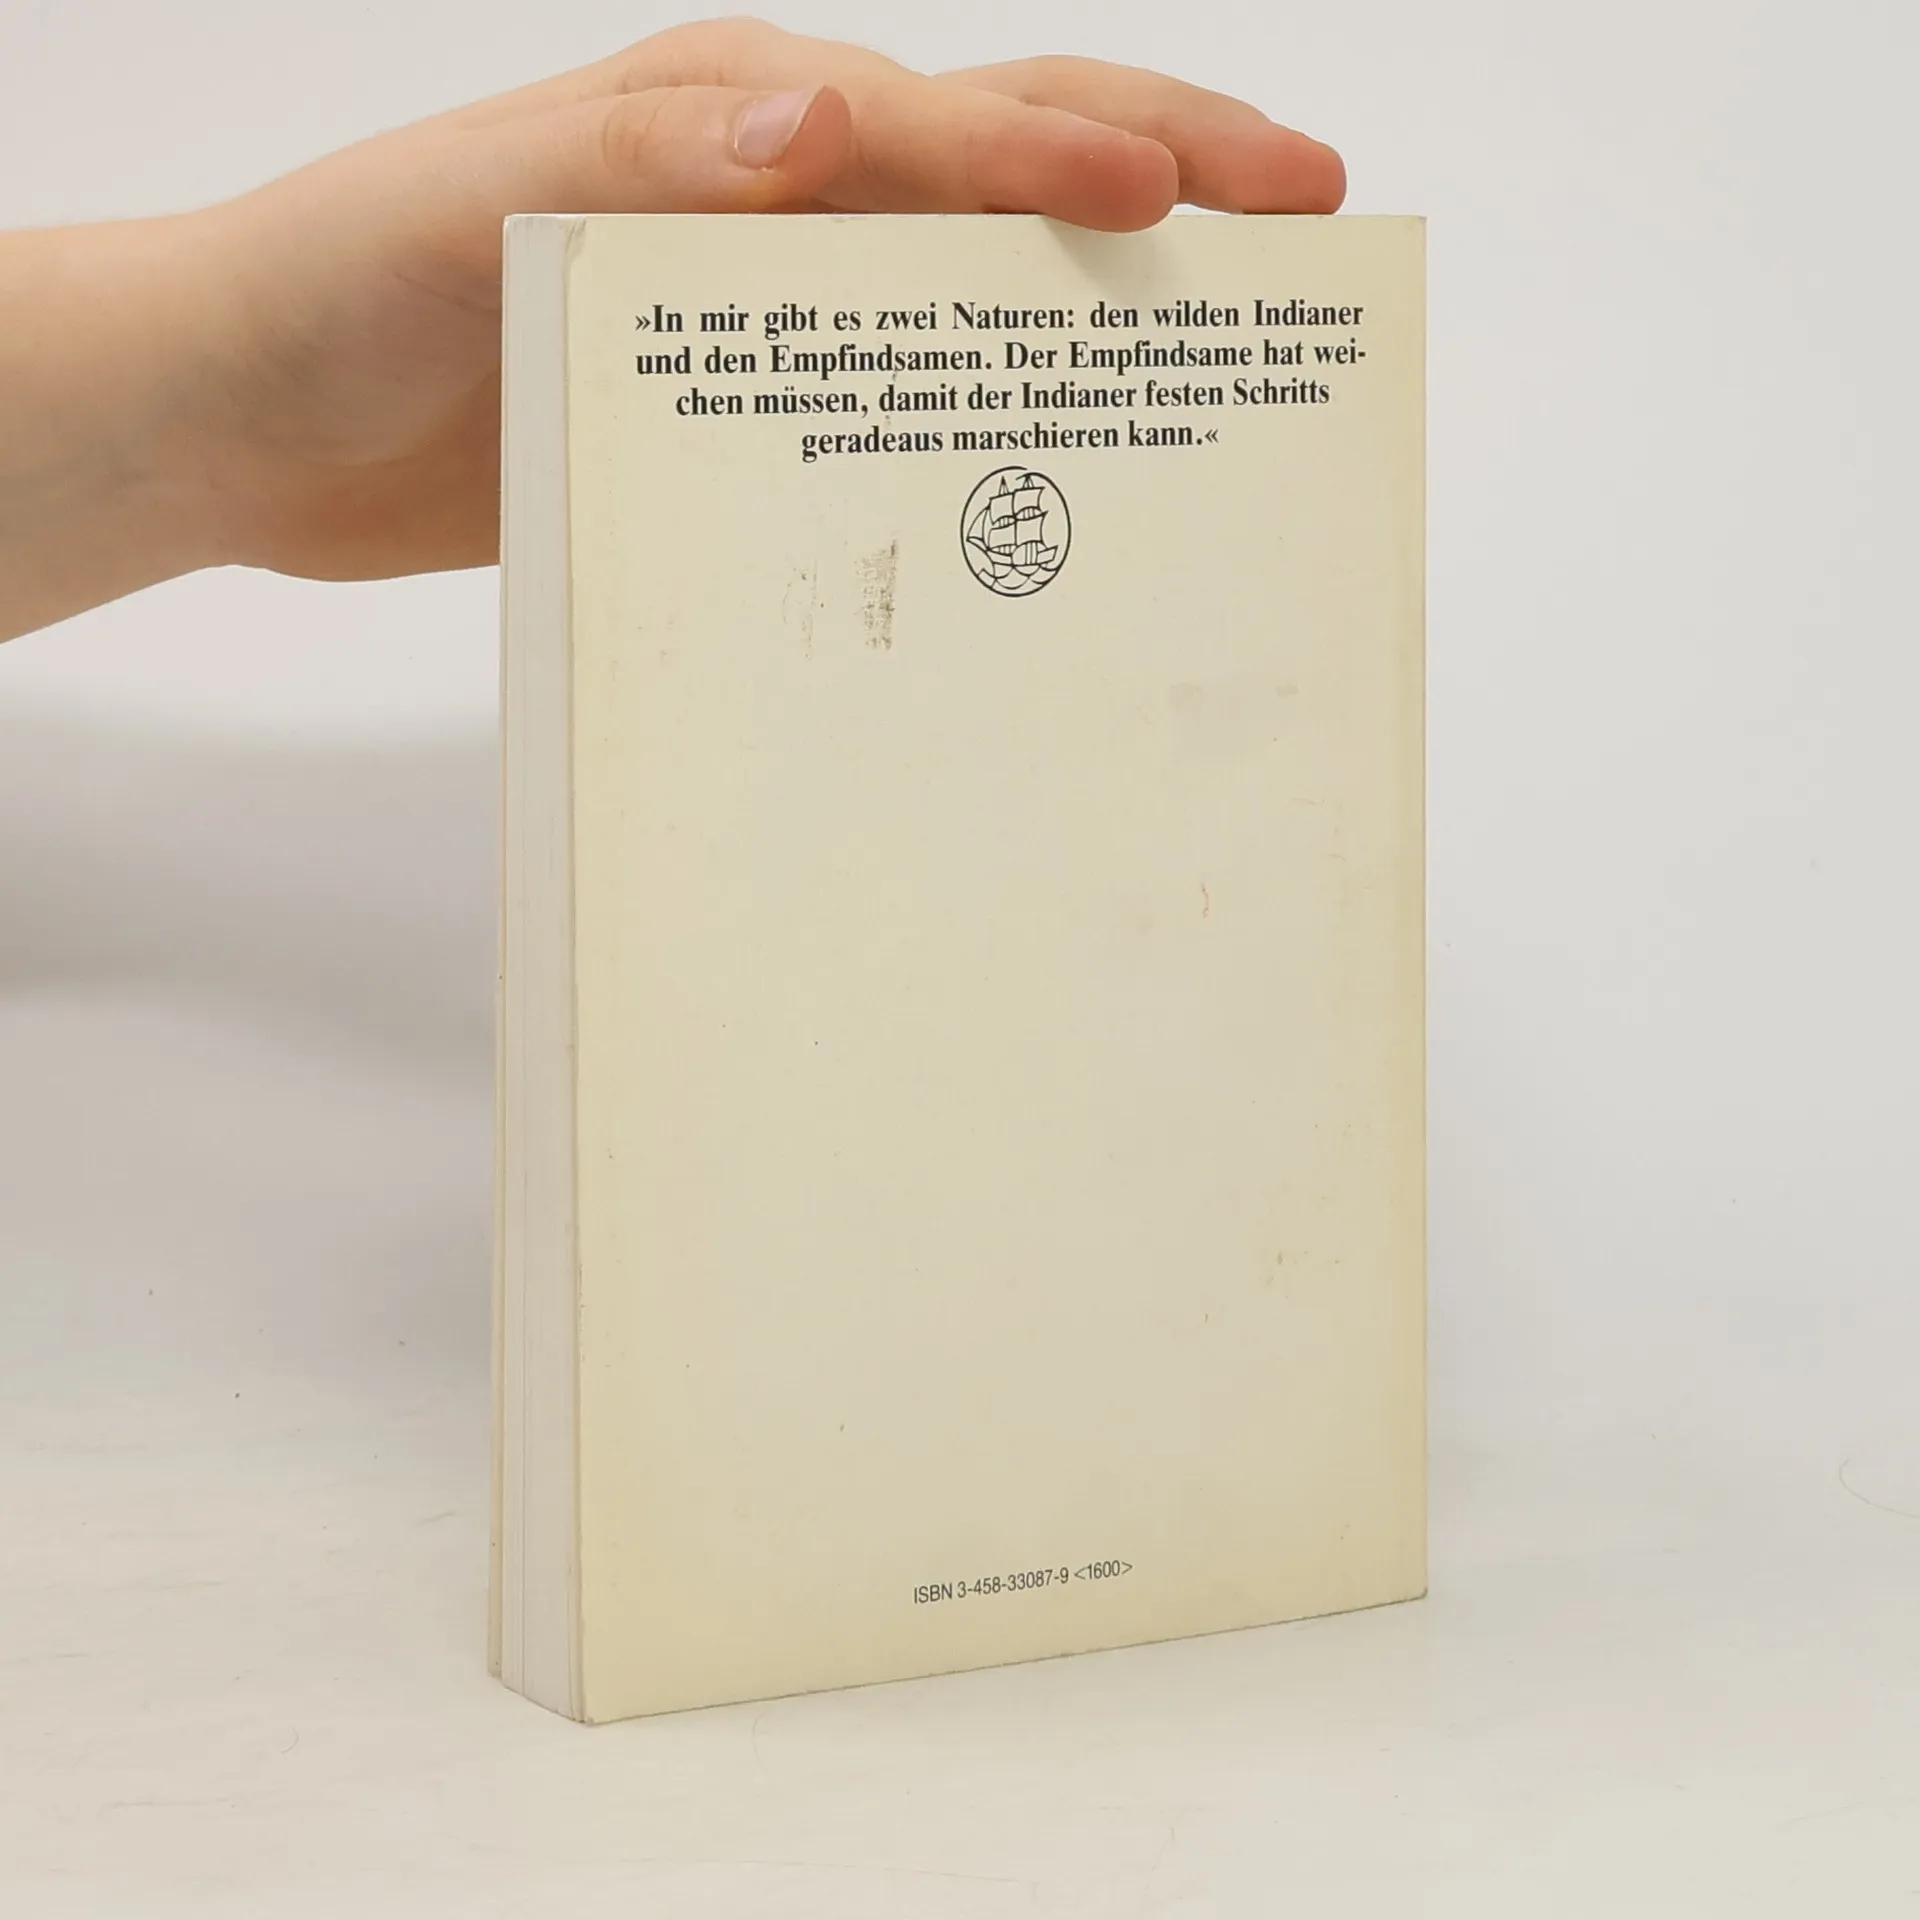 »In mir gibt es zwei Naturen: den wilden Indianer
und den Empfindsamen. Der Empfindsame hat wei-
chen müssen, damit der Indianer festen Schritts
geradeaus marschieren kann.«
ISBN 3-458-33087-9 <1600>